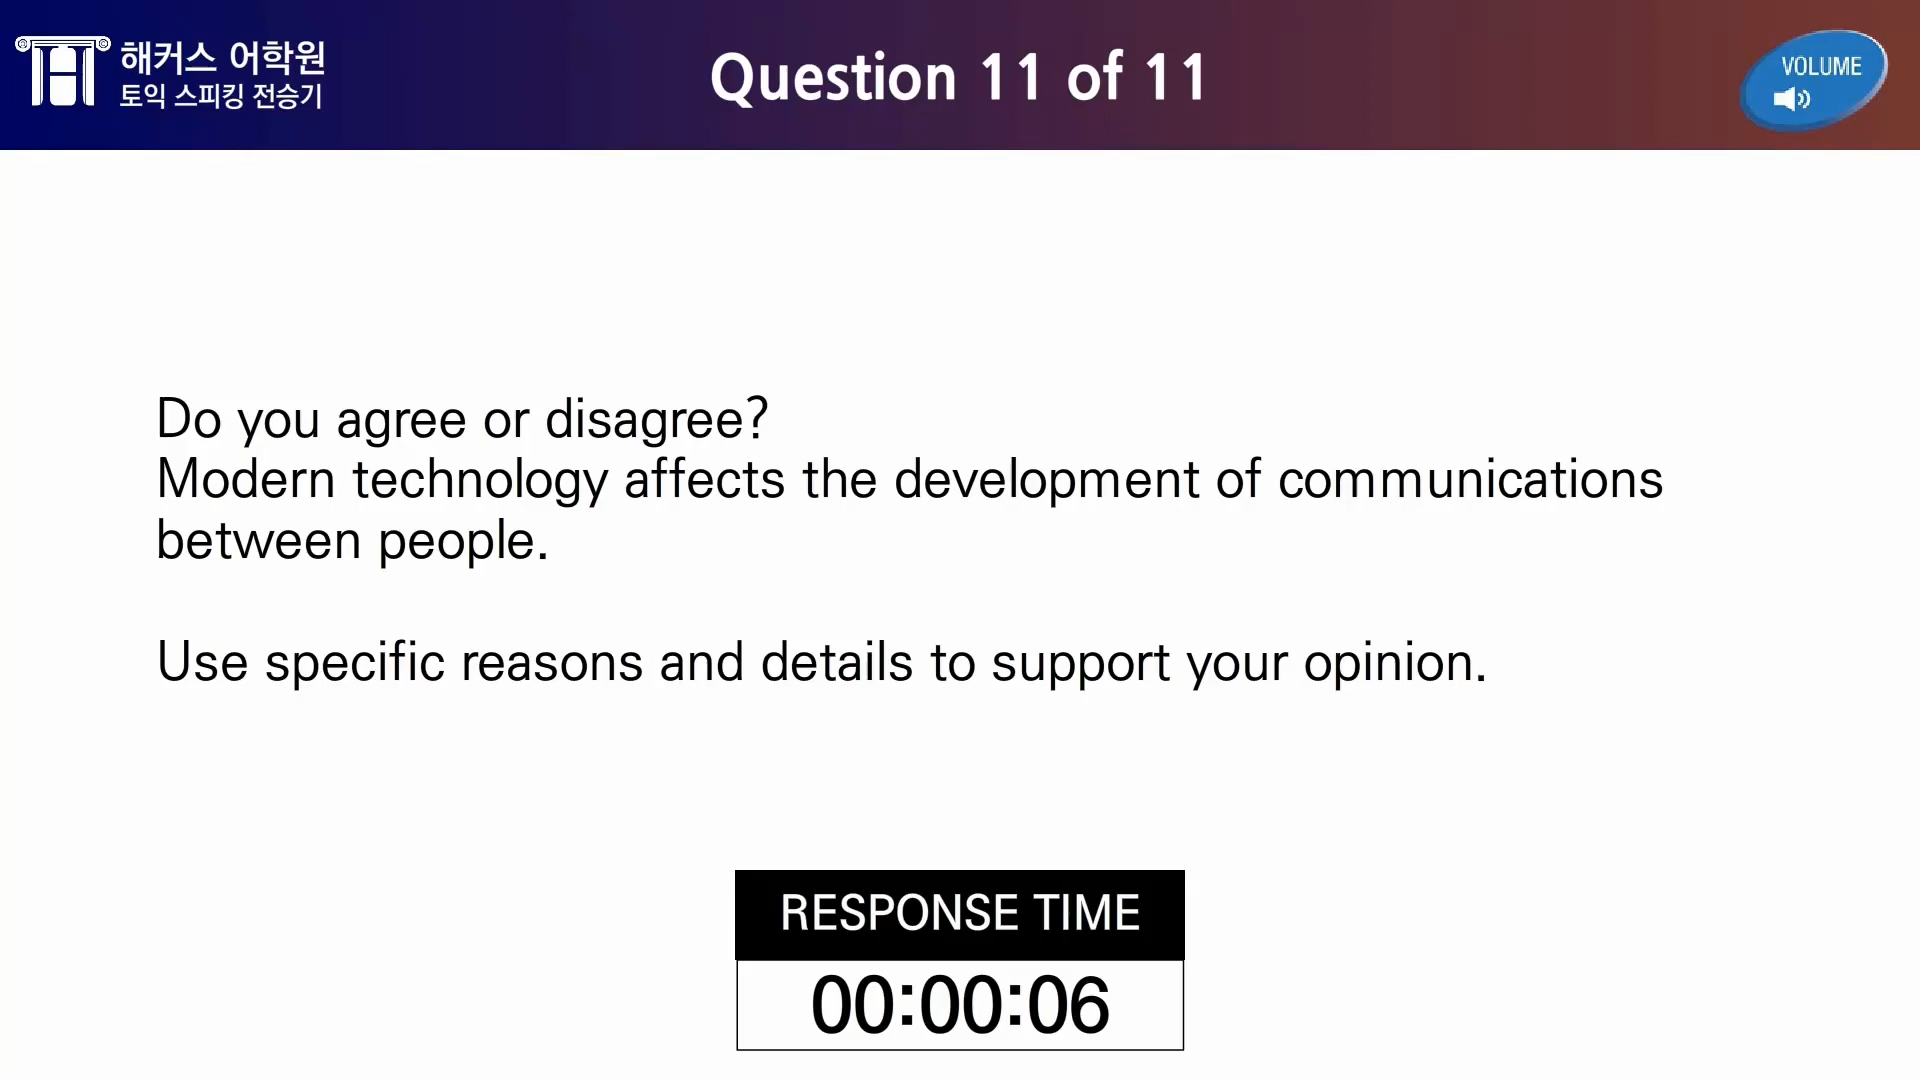 해커스 어학원
토익 스피킹 전승기
Question 11 of 11
VOLUME
Do you agree or disagree?
Modern technology affects the development of communications
between people.
Use specific reasons and details to support your opinion.
RESPONSE TIME
00:00:06